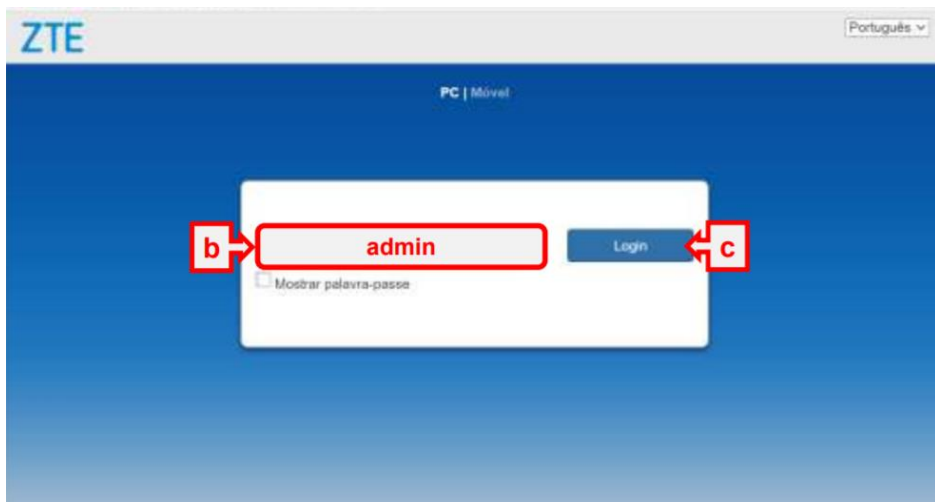 ZTE
Português
PC | Móvel
b
admin
Login
c
Mostrar palavra-passe